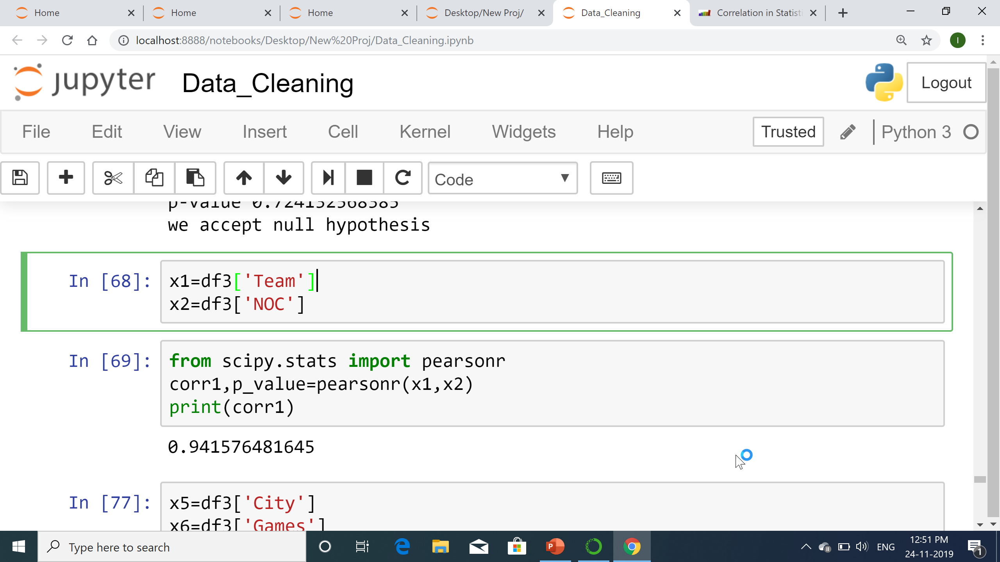 Home
Home
Home
Desktop/New Proj/
Data_Cleaning
Correlation in Statisti
localhost:8888/notebooks/Desktop/New%20Proj/Data_Cleaning.ipynb
I
jupyter
Data_Cleaning
Logout
File
Edit
View
Insert
Cell
Kernel
Widgets
Help
Trusted
Python 3
Code
p-value 0.724132568385
we accept null hypothesis
In [68]:
x1=df3['Team']
x2=df3['NOC']
In [69]:
from scipy.stats import pearsonr
corr1,p_value=pearsonr(x1,x2)
print(corr1)
0.941576481645
In [77]:
x5=df3['City']
x6=df3['Games']
Type here to search
P
ENG
12:51 PM
24-11-2019
1